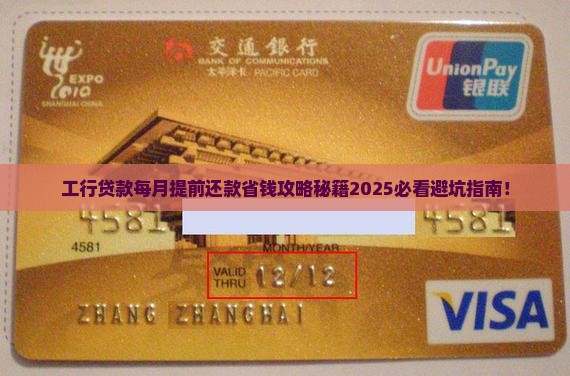 交通銀行
BANK OF COMMUNICATIONS
太平洋卡 PACIFIC CARD
EXPO
2010
SHANGHAI CHINA
UnionPay
银联
工行贷款每月提前还款省钱攻略秘籍2025必看避坑指南！
4581 4581
4581
MONTH/YEAR
VALID THRU 12/12
ZHANG ZHANGHAI
VISA